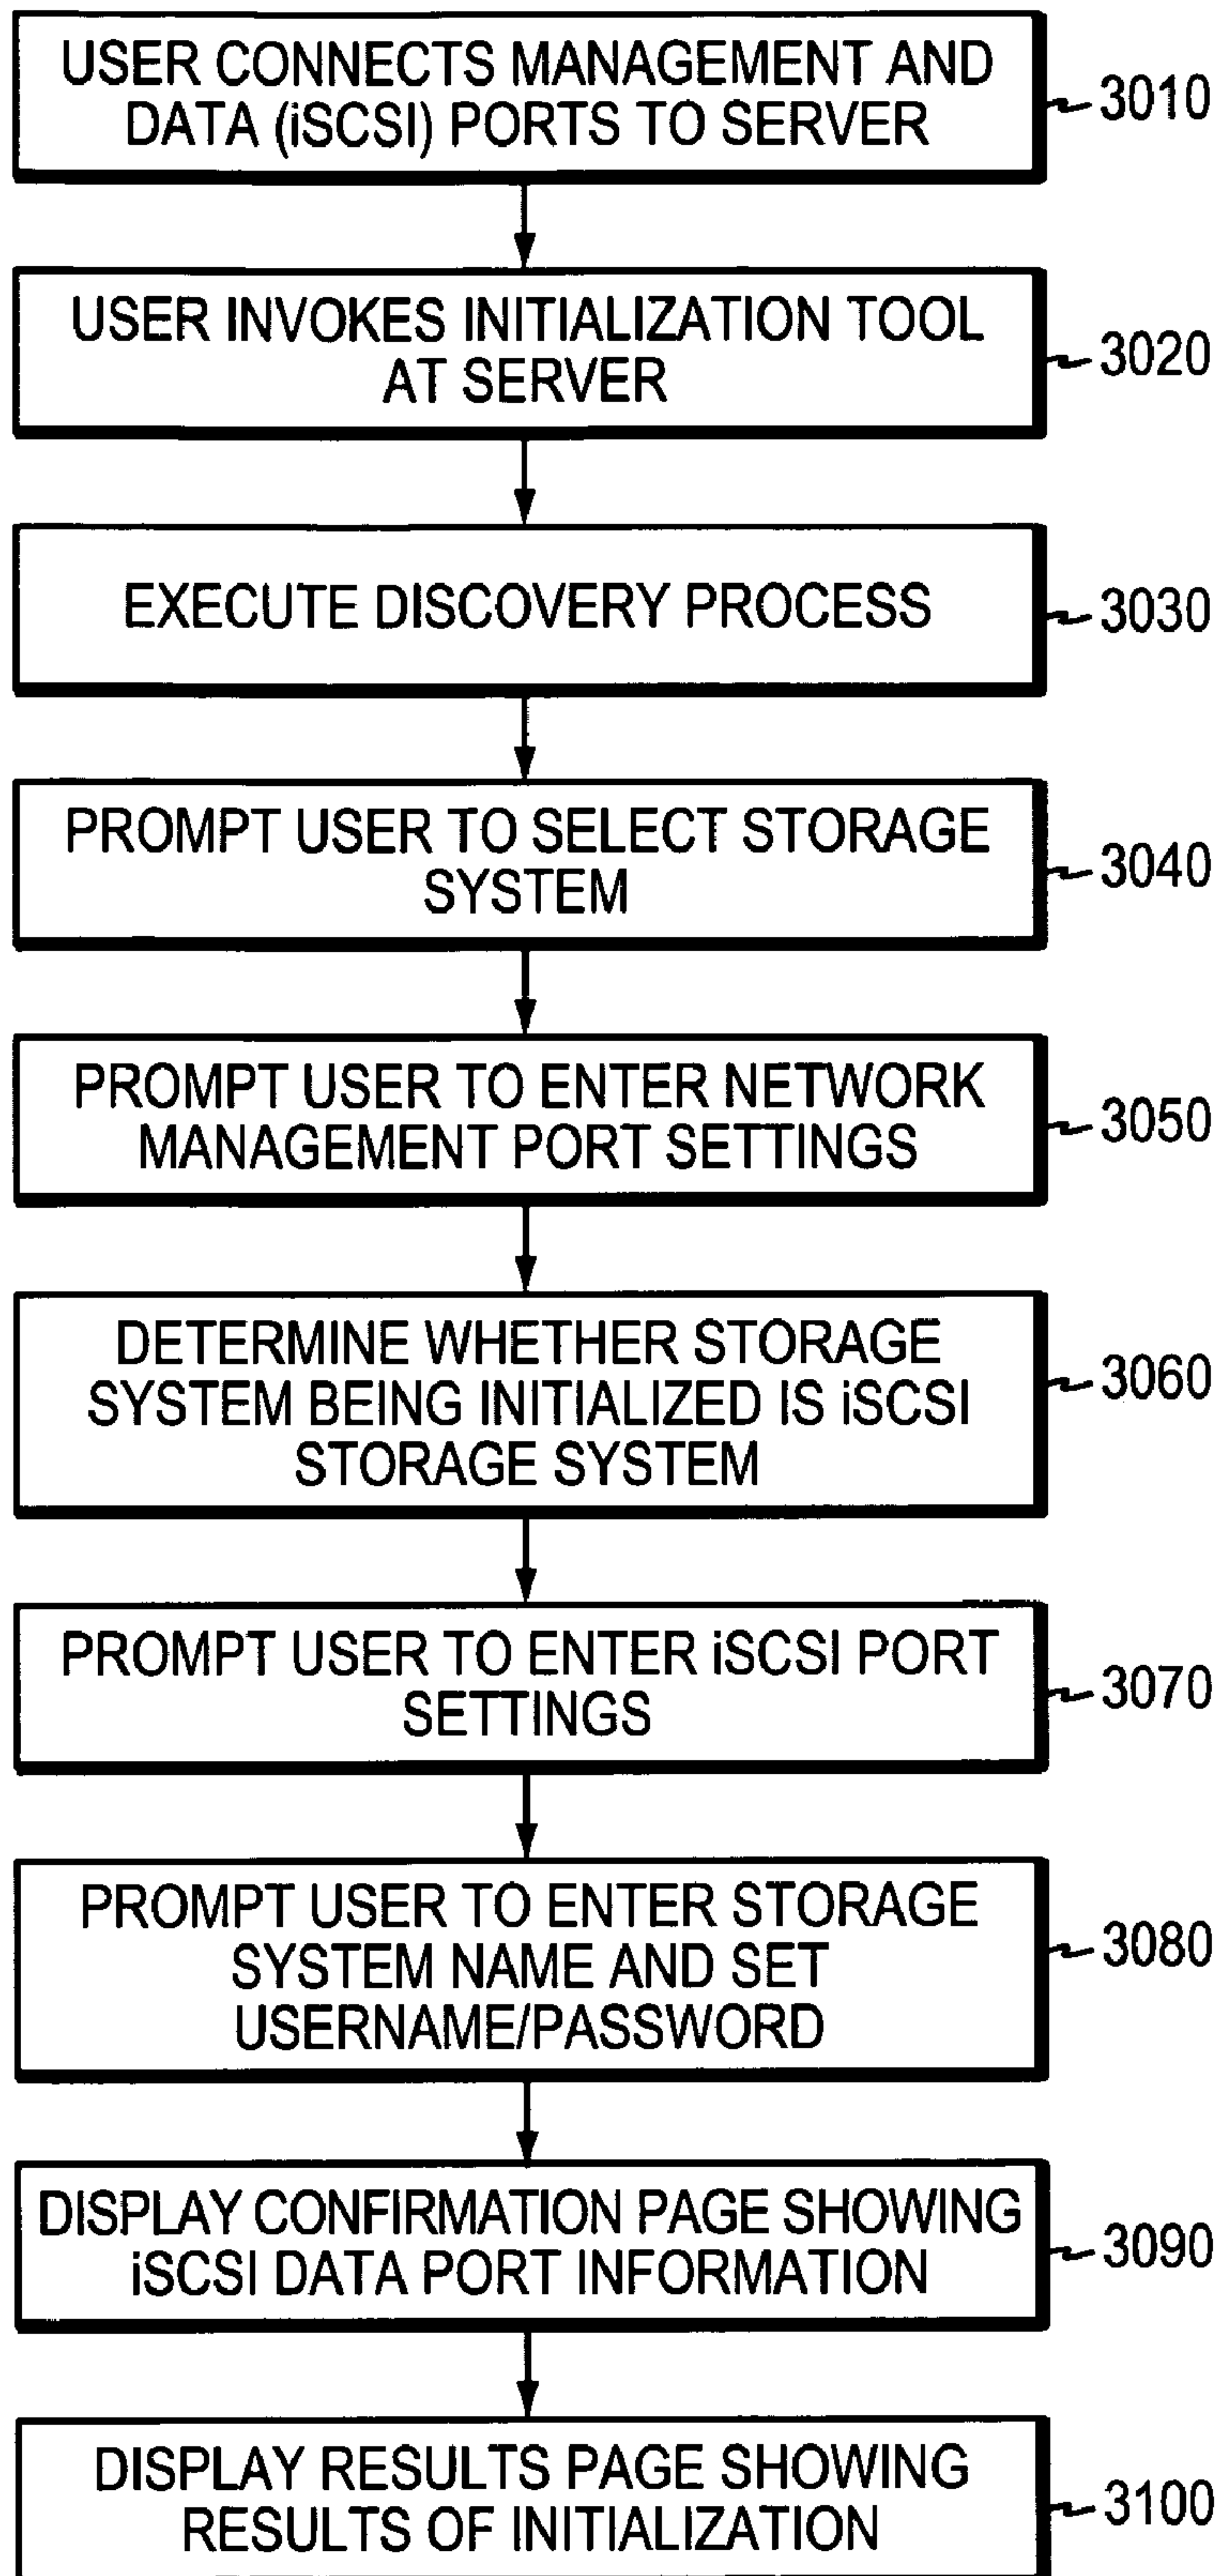 USER CONNECTS MANAGEMENT AND
DATA (iSCSI) PORTS TO SERVER
3010
USER INVOKES INITIALIZATION TOOL
AT SERVER
3020
EXECUTE DISCOVERY PROCESS
3030
PROMPT USER TO SELECT STORAGE
SYSTEM
3040
PROMPT USER TO ENTER NETWORK
MANAGEMENT PORT SETTINGS
3050
DETERMINE WHETHER STORAGE
SYSTEM BEING INITIALIZED IS iSCSI
STORAGE SYSTEM
3060
PROMPT USER TO ENTER iSCSI PORT
SETTINGS
3070
PROMPT USER TO ENTER STORAGE
SYSTEM NAME AND SET
USERNAME/PASSWORD
3080
DISPLAY CONFIRMATION PAGE SHOWING
iSCSI DATA PORT INFORMATION
3090
DISPLAY RESULTS PAGE SHOWING
RESULTS OF INITIALIZATION
3100